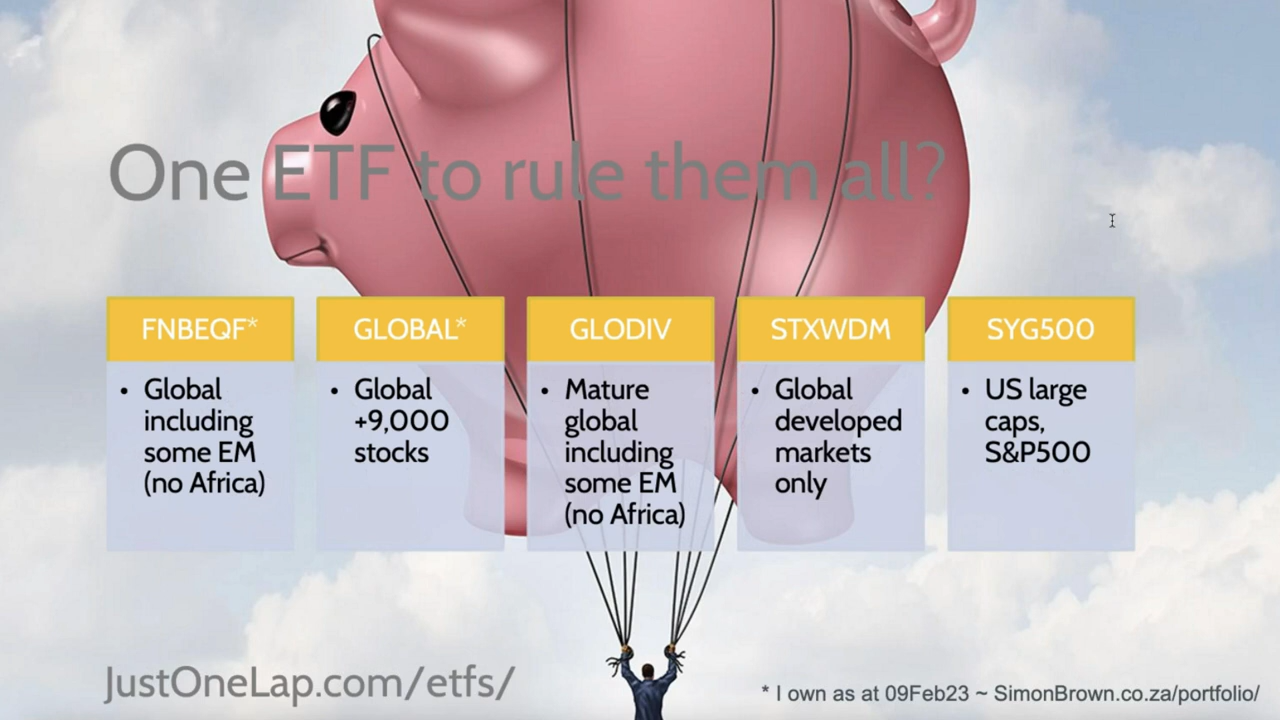 One ETF to rule them all?
FNBEQF*
• Global
including
some EM
(no Africa)
GLOBAL*
• Global
+9,000
stocks
GLODIV
• Mature
global
including
some EM
(no Africa)
STXWDM
• Global
developed
markets
only
SYG500
• US large
caps,
S&P500
JustOneLap.com/etfs/
* I own as at 09Feb23 ~ SimonBrown.co.za/portfolio/